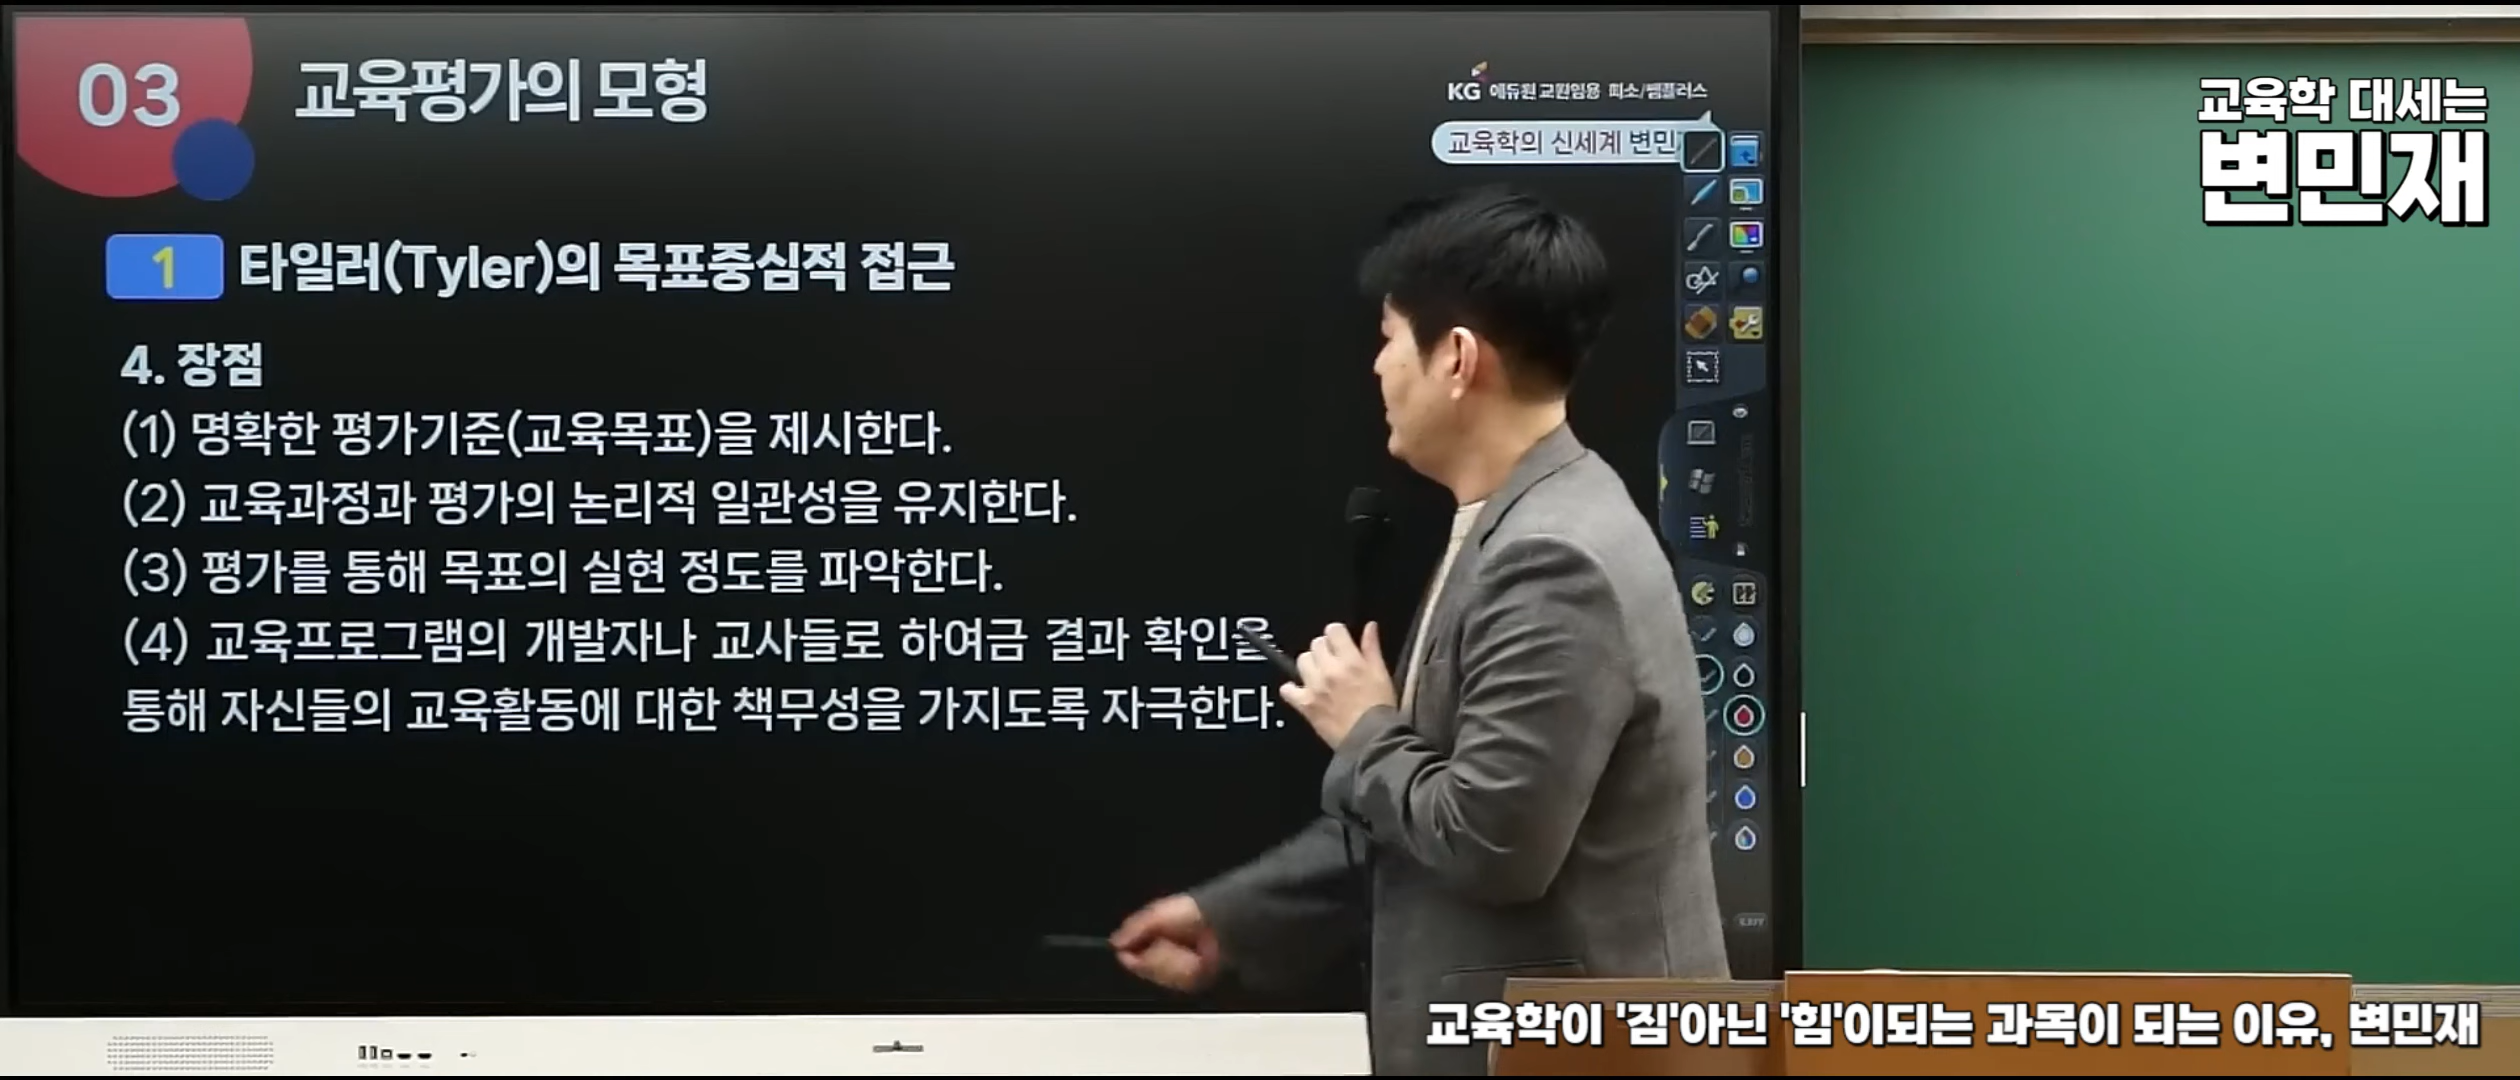 03
교육평가의 모형
KG 에듀원 교원임용 희소/쌤플러스
교육학의 신세계 변민
교육학 대세는
변민재
1 타일러(Tyler)의 목표중심적 접근
4. 장점
(1) 명확한 평가기준(교육목표)을 제시한다.
(2) 교육과정과 평가의 논리적 일관성을 유지한다.
(3) 평가를 통해 목표의 실현 정도를 파악한다.
(4) 교육프로그램의 개발자나 교사들로 하여금 결과 확인을
통해 자신들의 교육활동에 대한 책무성을 가지도록 자극한다.
EXIT
교육학이 '짐'아닌 '힘'이되는 과목이 되는 이유, 변민재